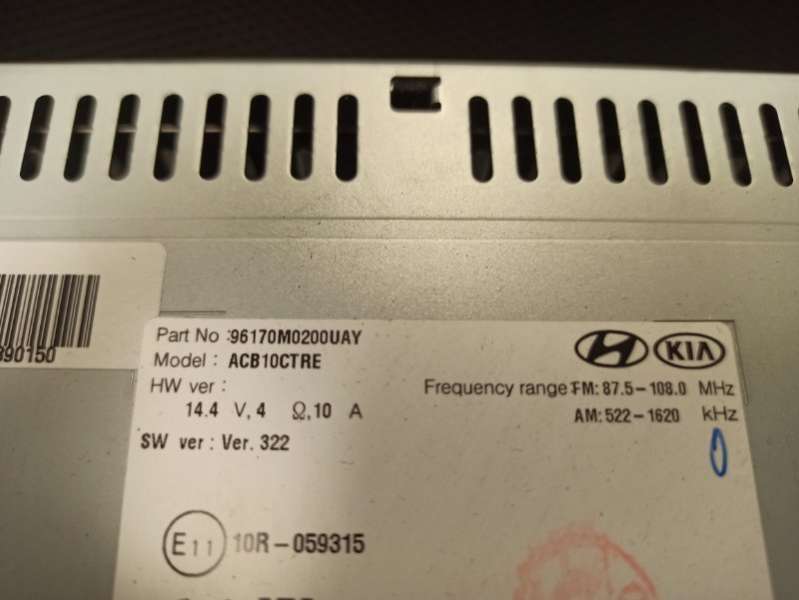 90150
Part No :96170M0200UAY
Model : ACB10CTRE
HW ver :
14.4 V, 4 Ω, 10 A
SW ver : Ver. 322
KIA
Frequency range FM: 87.5-108.0 MHz
AM: 522-1620 kHz
E11 10R-059315